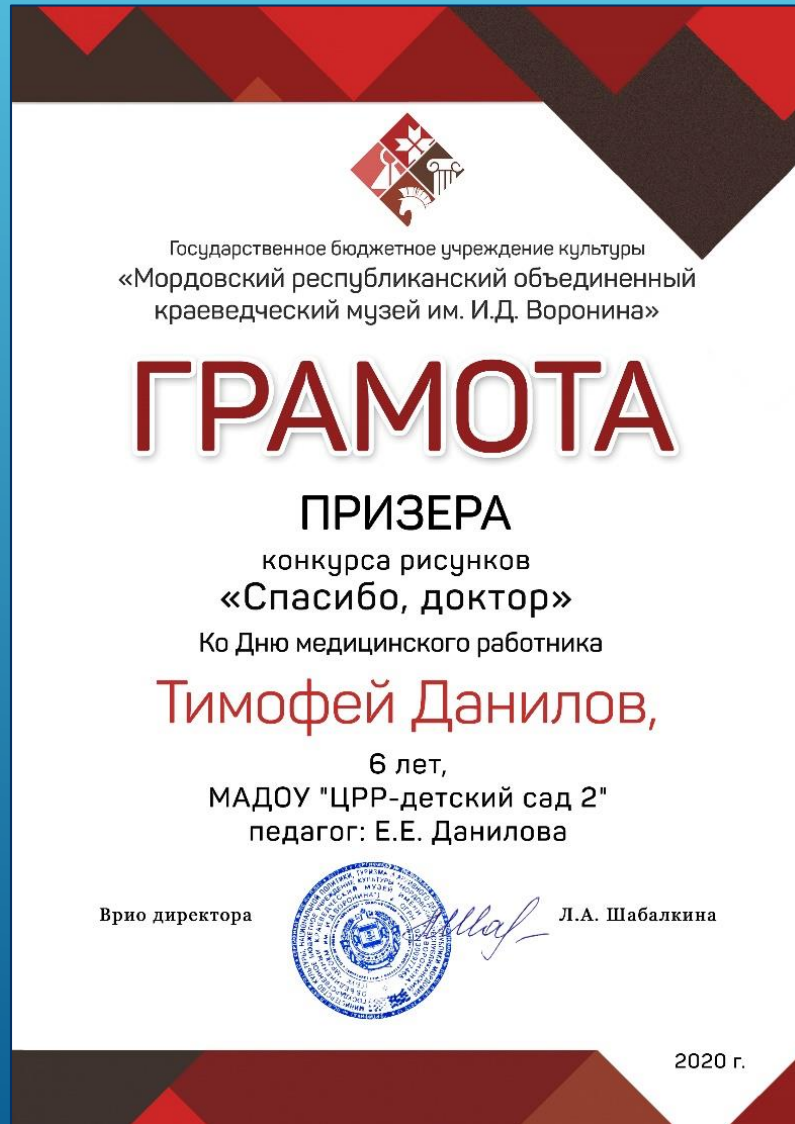 Государственное бюджетное учреждение культуры
«Мордовский республиканский объединенный
краеведческий музей им. И.Д. Воронина»
ГРАМОТА
ПРИЗЕРА
конкурса рисунков
«Спасибо, доктор»
Ко Дню медицинского работника
Тимофей Данилов,
6 лет,
МАДОУ "ЦРР-детский сад 2"
педагог: Е.Е. Данилова
Врио директора
Л.А. Шабалкина
2020 г.